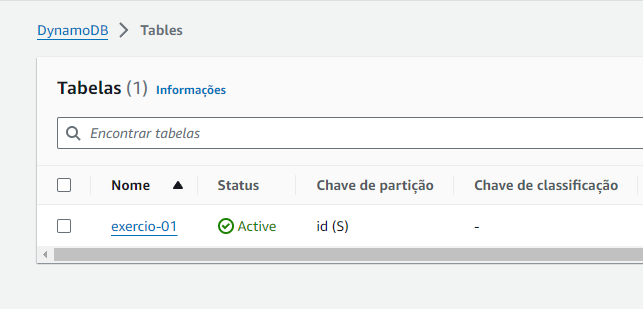 DynamoDB > Tables
Tabelas (1) Informações
Encontrar tabelas
Nome Status Chave de partição Chave de classificação
exercio-01 Active id (S) -